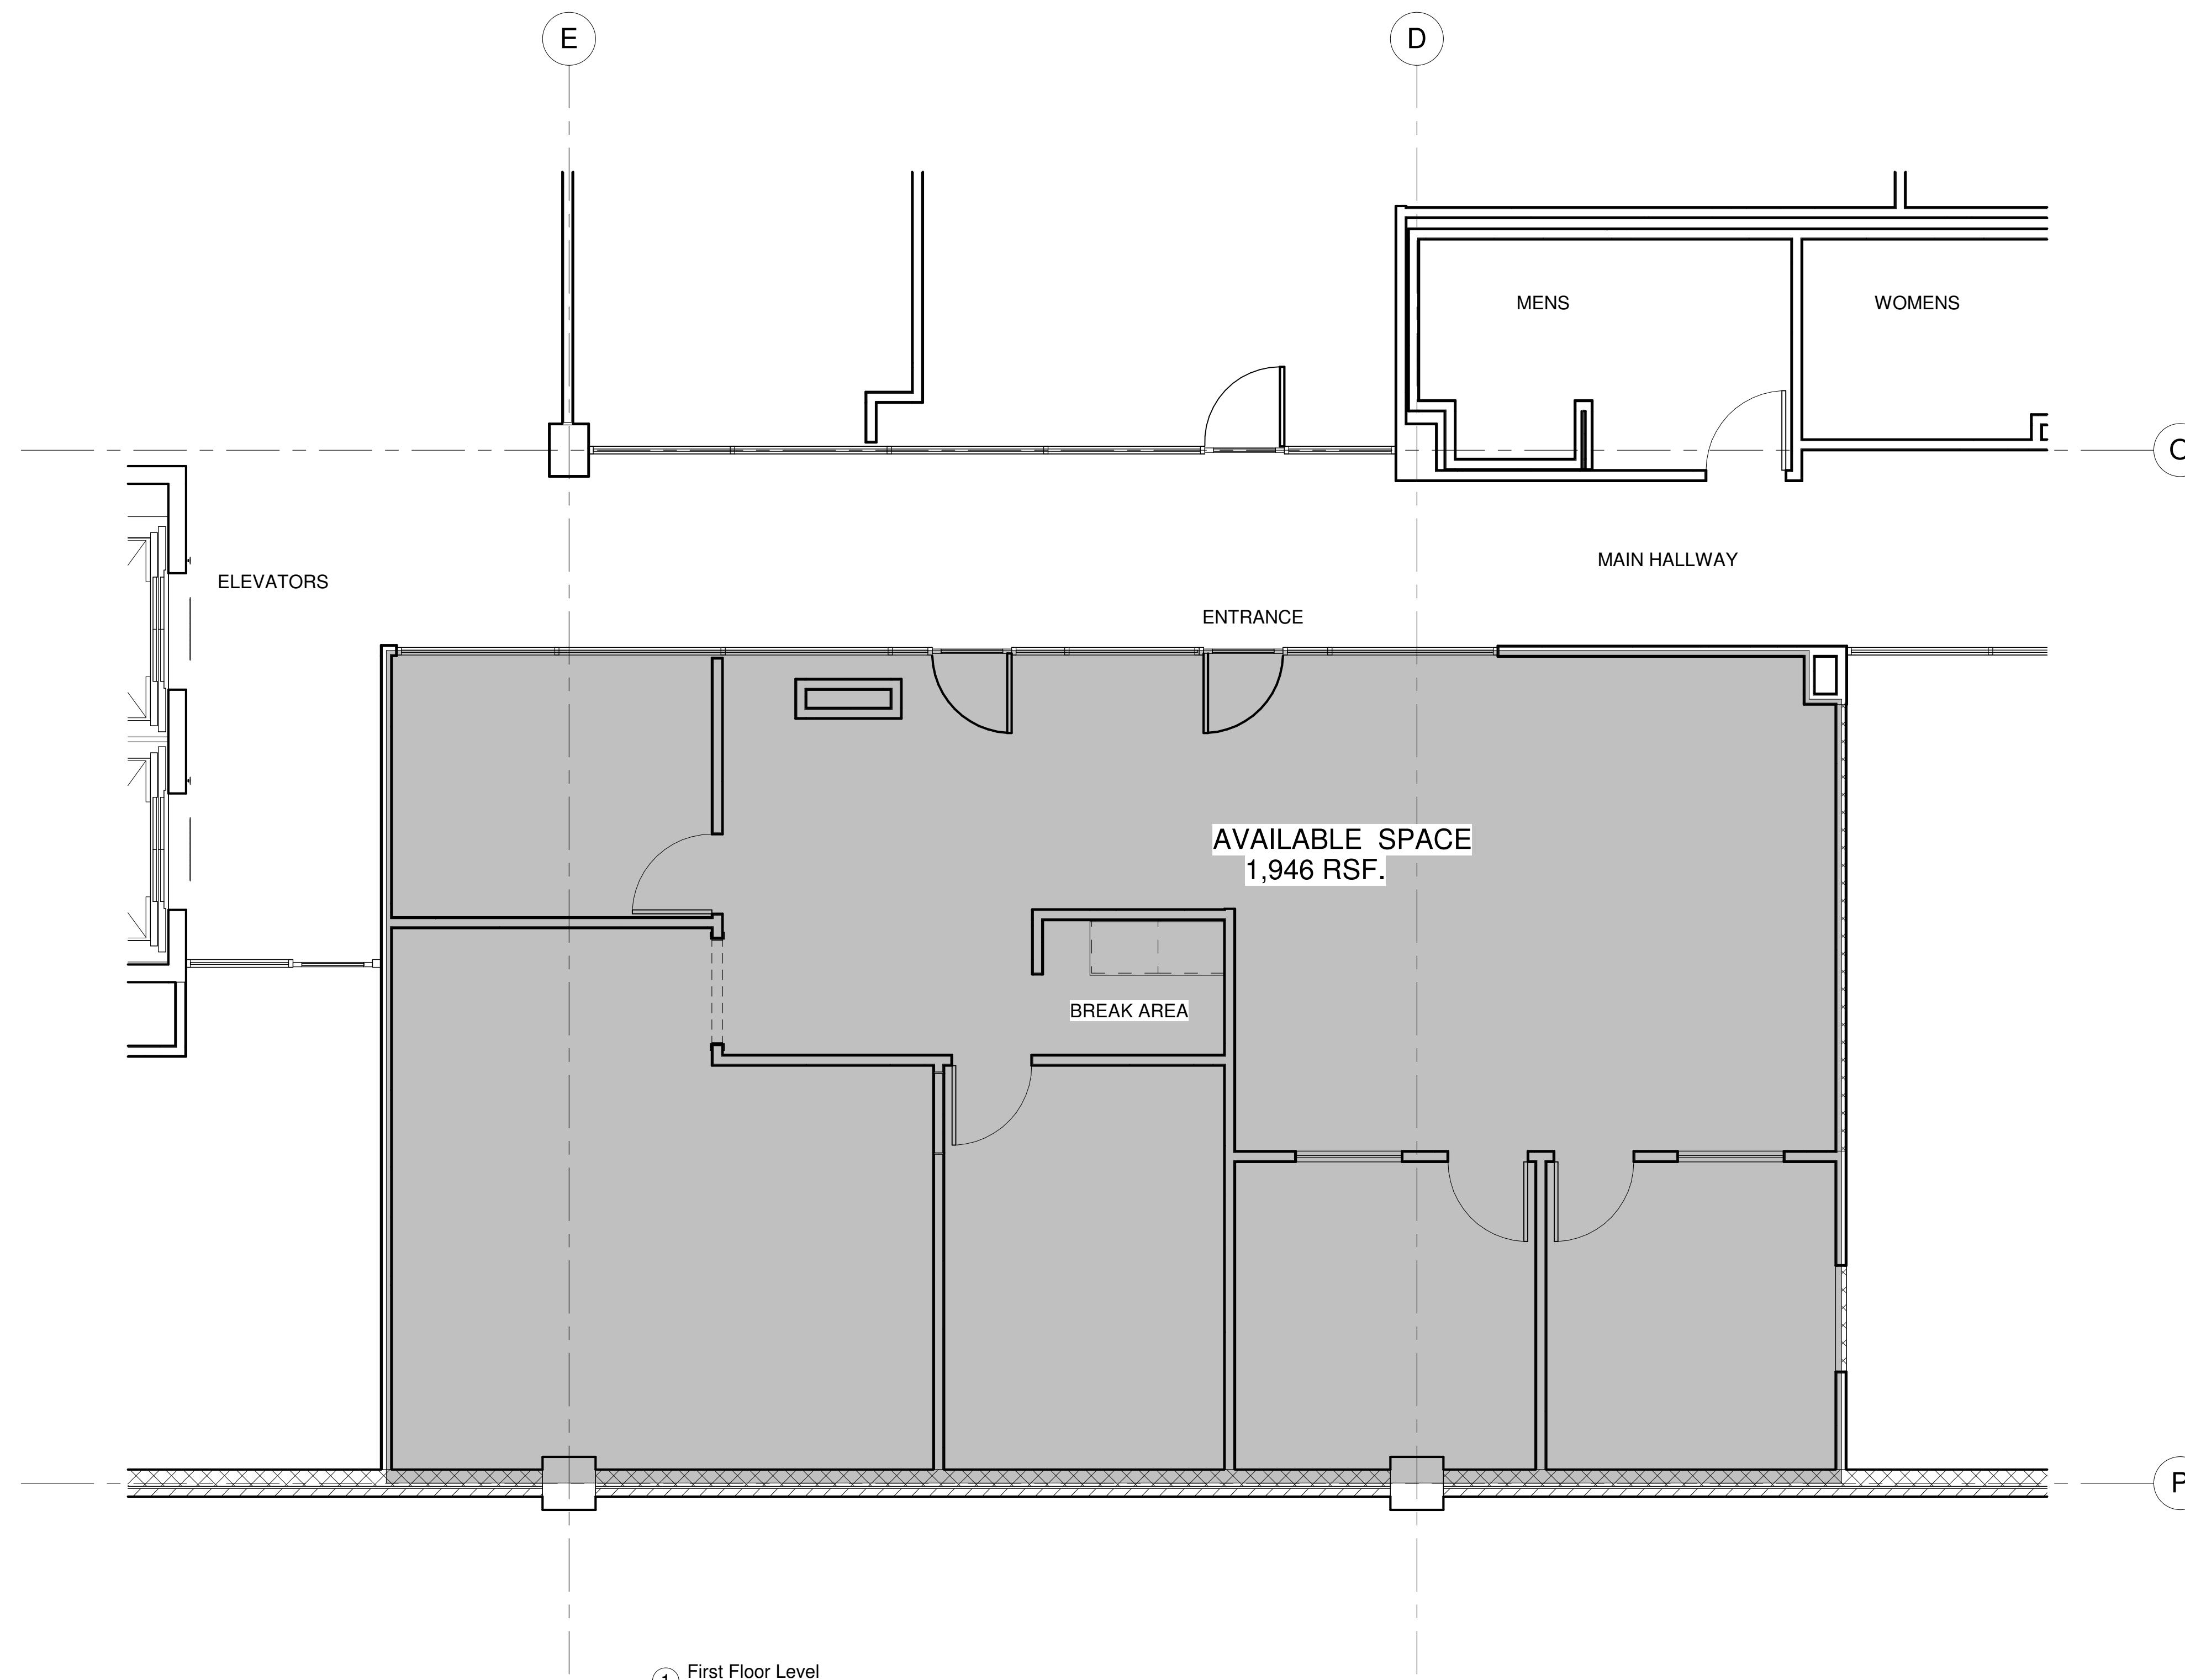 E
D
MENS
WOMENS
ELEVATORS
MAIN HALLWAY
ENTRANCE
AVAILABLE SPACE
1,946 RSF.
BREAK AREA
P
First Floor Level